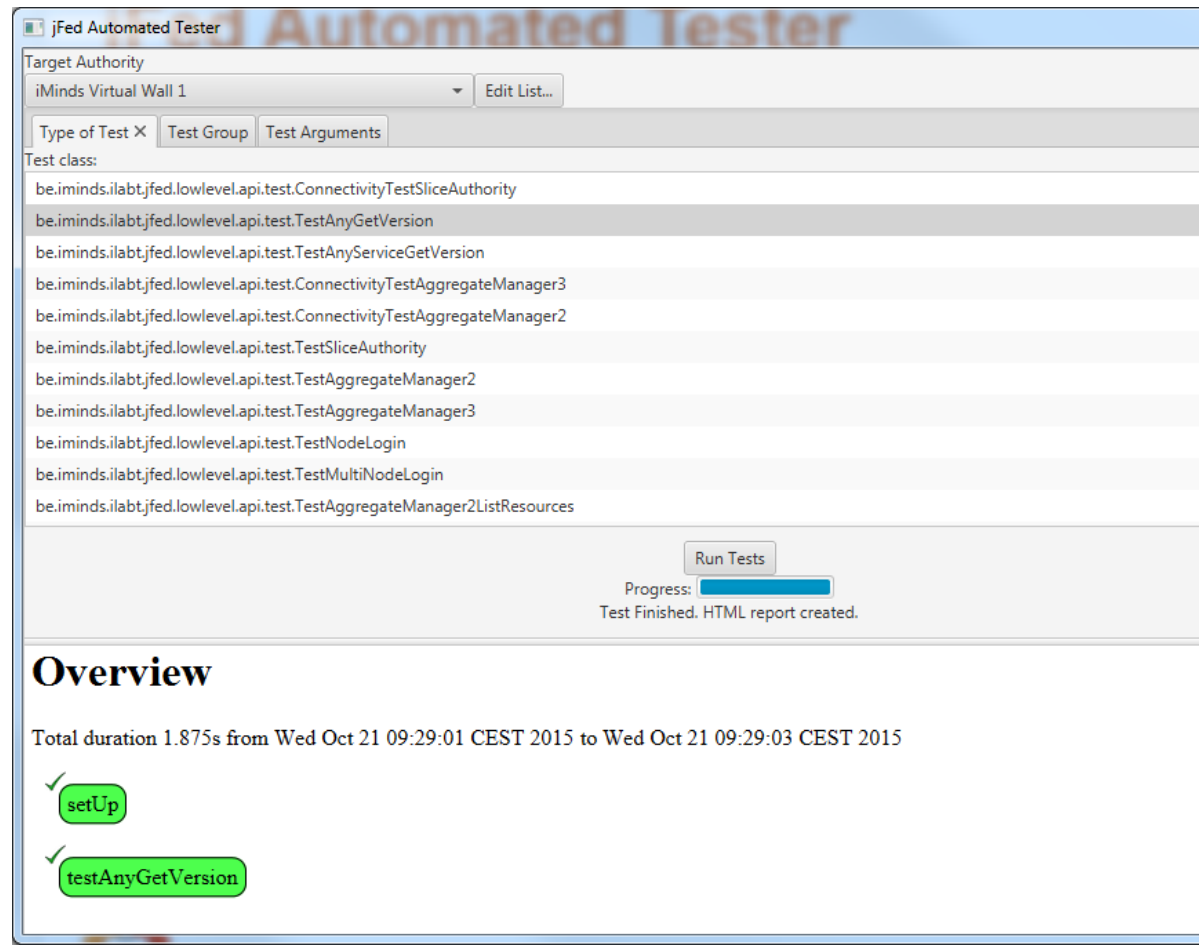 jFed Automated Tester
jFed Automated Tester
Target Authority
iMinds Virtual Wall 1
Edit List...
Type of Test ✕
Test Group
Test Arguments
Test class:
be.iminds.ilabt.jfed.lowlevel.api.test.ConnectivityTestSliceAuthority
be.iminds.ilabt.jfed.lowlevel.api.test.TestAnyGetVersion
be.iminds.ilabt.jfed.lowlevel.api.test.TestAnyServiceGetVersion
be.iminds.ilabt.jfed.lowlevel.api.test.ConnectivityTestAggregateManager3
be.iminds.ilabt.jfed.lowlevel.api.test.ConnectivityTestAggregateManager2
be.iminds.ilabt.jfed.lowlevel.api.test.TestSliceAuthority
be.iminds.ilabt.jfed.lowlevel.api.test.TestAggregateManager2
be.iminds.ilabt.jfed.lowlevel.api.test.TestAggregateManager3
be.iminds.ilabt.jfed.lowlevel.api.test.TestNodeLogin
be.iminds.ilabt.jfed.lowlevel.api.test.TestMultiNodeLogin
be.iminds.ilabt.jfed.lowlevel.api.test.TestAggregateManager2ListResources
Run Tests
Progress:
Test Finished. HTML report created.
Overview
Total duration 1.875s from Wed Oct 21 09:29:01 CEST 2015 to Wed Oct 21 09:29:03 CEST 2015
setUp
testAnyGetVersion